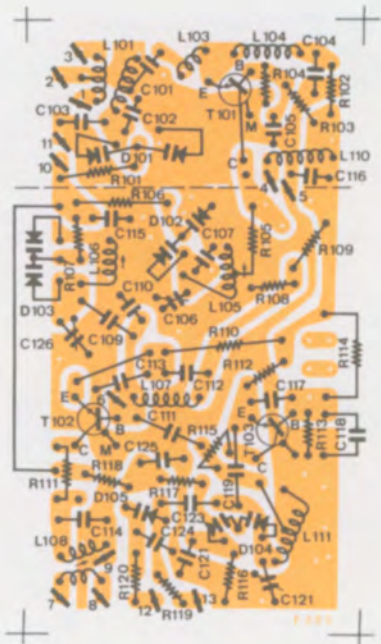 L103
L104
C104
L101
3
2
C101
B
R104
R102
E
T101
C103
1
C102
M
C105
R103
11
10
D101
C
L110
R101
4
5
C116
R106
D102
C115
C107
R105
R109
L106
R107
D103
C110
C106
L105
R108
C126
C109
R110
R114
C113
R112
E
L107
C112
C117
T102
6
B
C111
R115
E
T103
B
R113
C118
C
M
C125
C
R111
R118
D105
R117
C119
C123
C114
C124
L111
L108
9
C121
D104
7
8
R120
12
R119
13
R116
C121